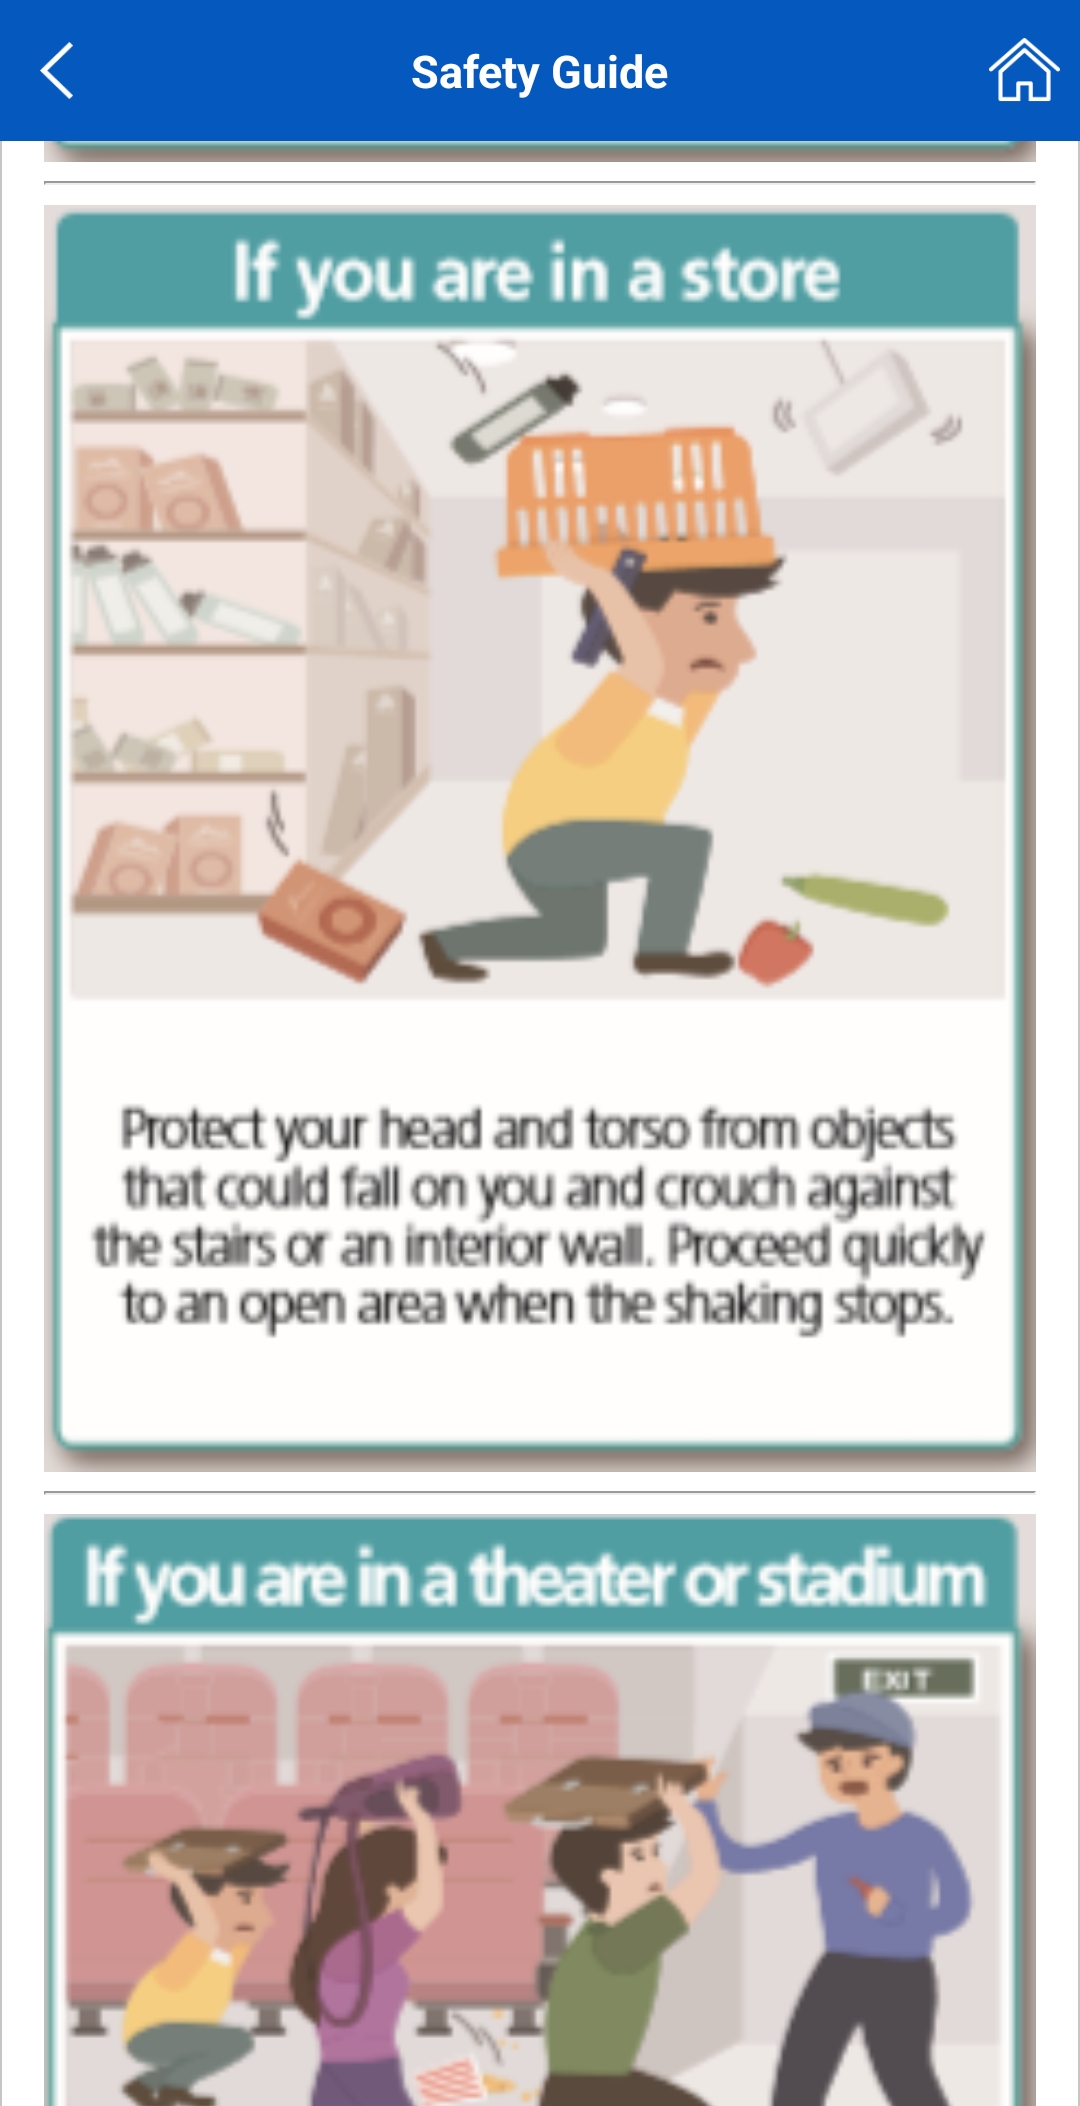 Safety Guide
If you are in a store
Protect your head and torso from objects
that could fall on you and crouch against
the stairs or an interior wall. Proceed quickly
to an open area when the shaking stops.
If you are in a theater or stadium
EXIT